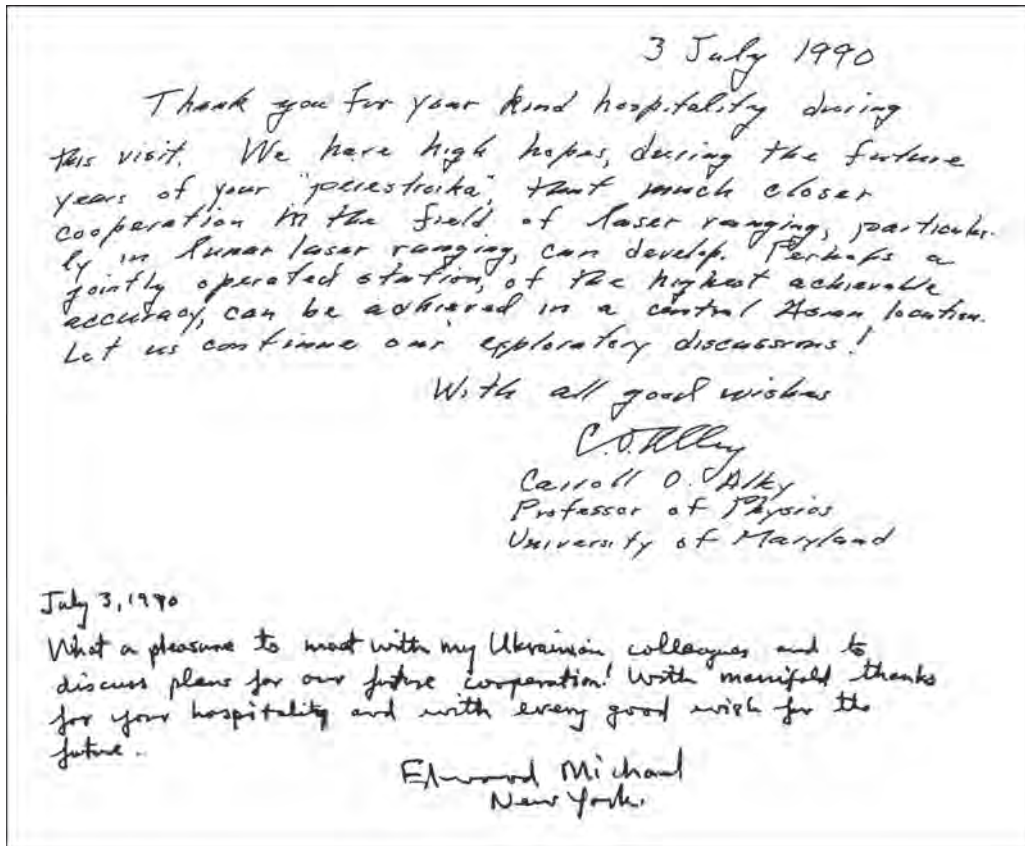 3 July 1990
Thank you for your kind hospitality during
this visit. We have high hopes, during the future
years of your "perestroika", that much closer
cooperation in the field of laser ranging, particular-
ly in lunar laser ranging, can develop. Perhaps a
jointly operated station, of the highest achievable
accuracy, can be achieved in a central Asian location.
Let us continue our exploratory discussions!
With all good wishes
C.O. Alley
Carroll O. Alley
Professor of Physics
University of Maryland
July 3, 1990
What a pleasure to meet with my Ukrainian colleagues and to
discuss plans for our future cooperation! With manifold thanks
for your hospitality and with every good wish for the
future.
Edward Michael
New York.